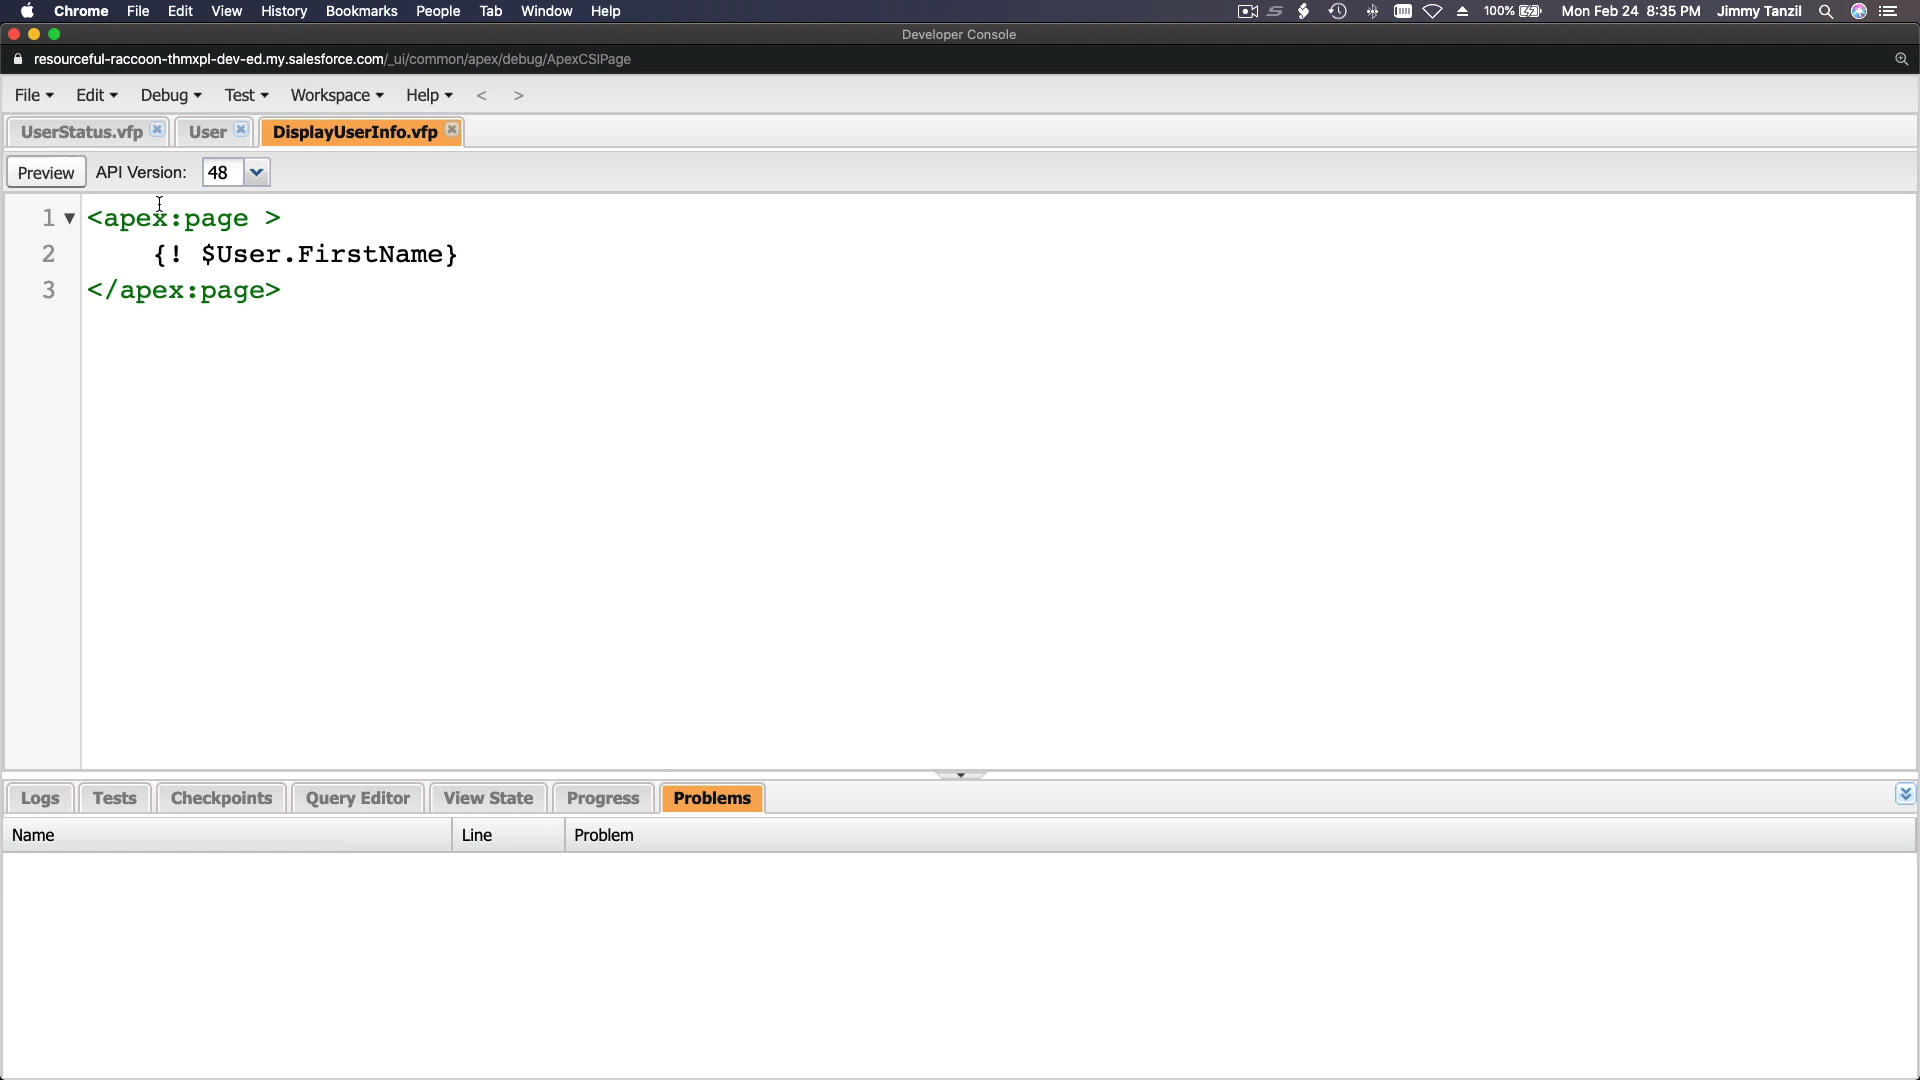 Chrome File Edit View History Bookmarks People Tab Window Help 100% Mon Feb 24 8:35 PM Jimmy Tanzil
Developer Console
resourceful-raccoon-thmxpl-dev-ed.my.salesforce.com/_ui/common/apex/debug/ApexCSIPage
File Edit Debug Test Workspace Help < >
UserStatus.vfp User DisplayUserInfo.vfp
Preview API Version: 48
1 <apex:page >
2 {! $User.FirstName}
3 </apex:page>
Logs Tests Checkpoints Query Editor View State Progress Problems
Name Line Problem